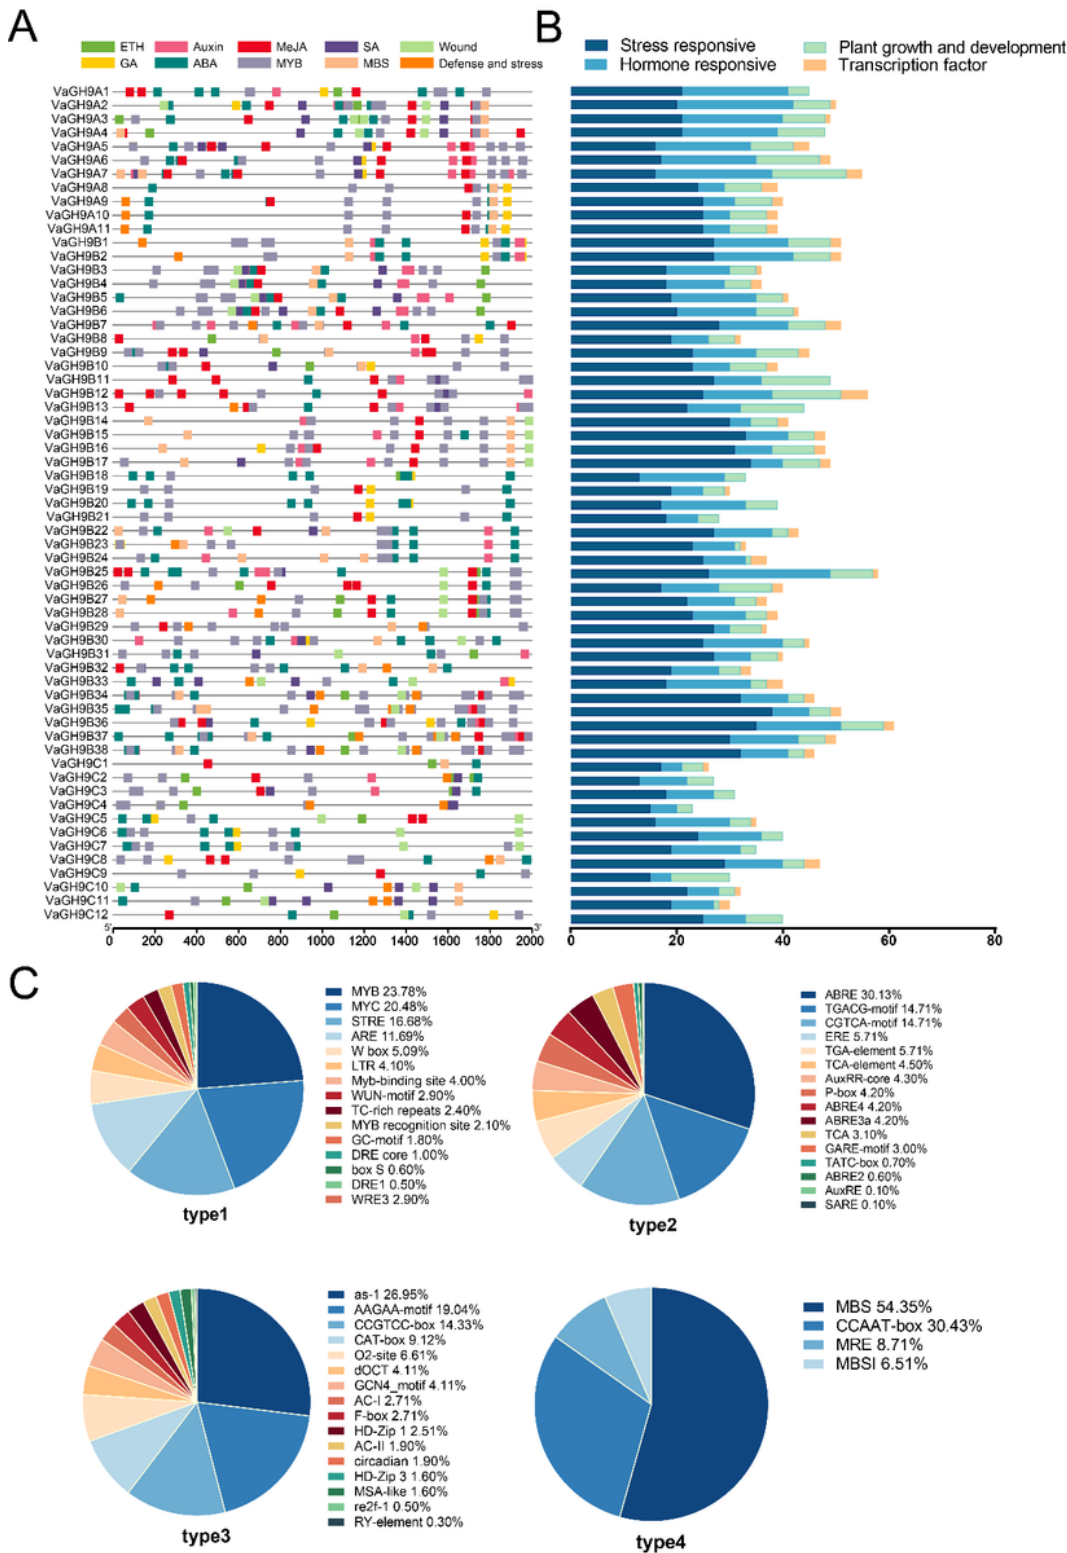 A
B
ETH Auxin MeJA SA Wound
GA ABA MYB MBS Defense and stress
Stress responsive Plant growth and development
Hormone responsive Transcription factor
VaGH9A1
VaGH9A2
VaGH9A3
VaGH9A4
VaGH9A5
VaGH9A6
VaGH9A7
VaGH9A8
VaGH9A9
VaGH9A10
VaGH9A11
VaGH9B1
VaGH9B2
VaGH9B3
VaGH9B4
VaGH9B5
VaGH9B6
VaGH9B7
VaGH9B8
VaGH9B9
VaGH9B10
VaGH9B11
VaGH9B12
VaGH9B13
VaGH9B14
VaGH9B15
VaGH9B16
VaGH9B17
VaGH9B18
VaGH9B19
VaGH9B20
VaGH9B21
VaGH9B22
VaGH9B23
VaGH9B24
VaGH9B25
VaGH9B26
VaGH9B27
VaGH9B28
VaGH9B29
VaGH9B30
VaGH9B31
VaGH9B32
VaGH9B33
VaGH9B34
VaGH9B35
VaGH9B36
VaGH9B37
VaGH9B38
VaGH9C1
VaGH9C2
VaGH9C3
VaGH9C4
VaGH9C5
VaGH9C6
VaGH9C7
VaGH9C8
VaGH9C9
VaGH9C10
VaGH9C11
VaGH9C12
5' 3'
0 200 400 600 800 1000 1200 1400 1600 1800 2000
0 20 40 60 80
C
MYB 23.78%
MYC 20.48%
STRE 16.68%
ARE 11.69%
W box 5.09%
LTR 4.10%
Myb-binding site 4.00%
WUN-motif 2.90%
TC-rich repeats 2.40%
MYB recognition site 2.10%
GC-motif 1.80%
DRE core 1.00%
box S 0.60%
DRE1 0.50%
WRE3 2.90%
type1
ABRE 30.13%
TGACG-motif 14.71%
CGTCA-motif 14.71%
ERE 5.71%
TGA-element 5.71%
TCA-element 4.50%
AuxRR-core 4.30%
P-box 4.20%
ABRE4 4.20%
ABRE3a 4.20%
TCA 3.10%
GARE-motif 3.00%
TATC-box 0.70%
ABRE2 0.60%
AuxRE 0.10%
SARE 0.10%
type2
as-1 26.95%
AAGAA-motif 19.04%
CCGTCC-box 14.33%
CAT-box 9.12%
O2-site 6.61%
dOCT 4.11%
GCN4_motif 4.11%
AC-I 2.71%
F-box 2.71%
HD-Zip 1 2.51%
AC-II 1.90%
circadian 1.90%
HD-Zip 3 1.60%
MSA-like 1.60%
re2f-1 0.50%
RY-element 0.30%
type3
MBS 54.35%
CCAAT-box 30.43%
MRE 8.71%
MBSI 6.51%
type4